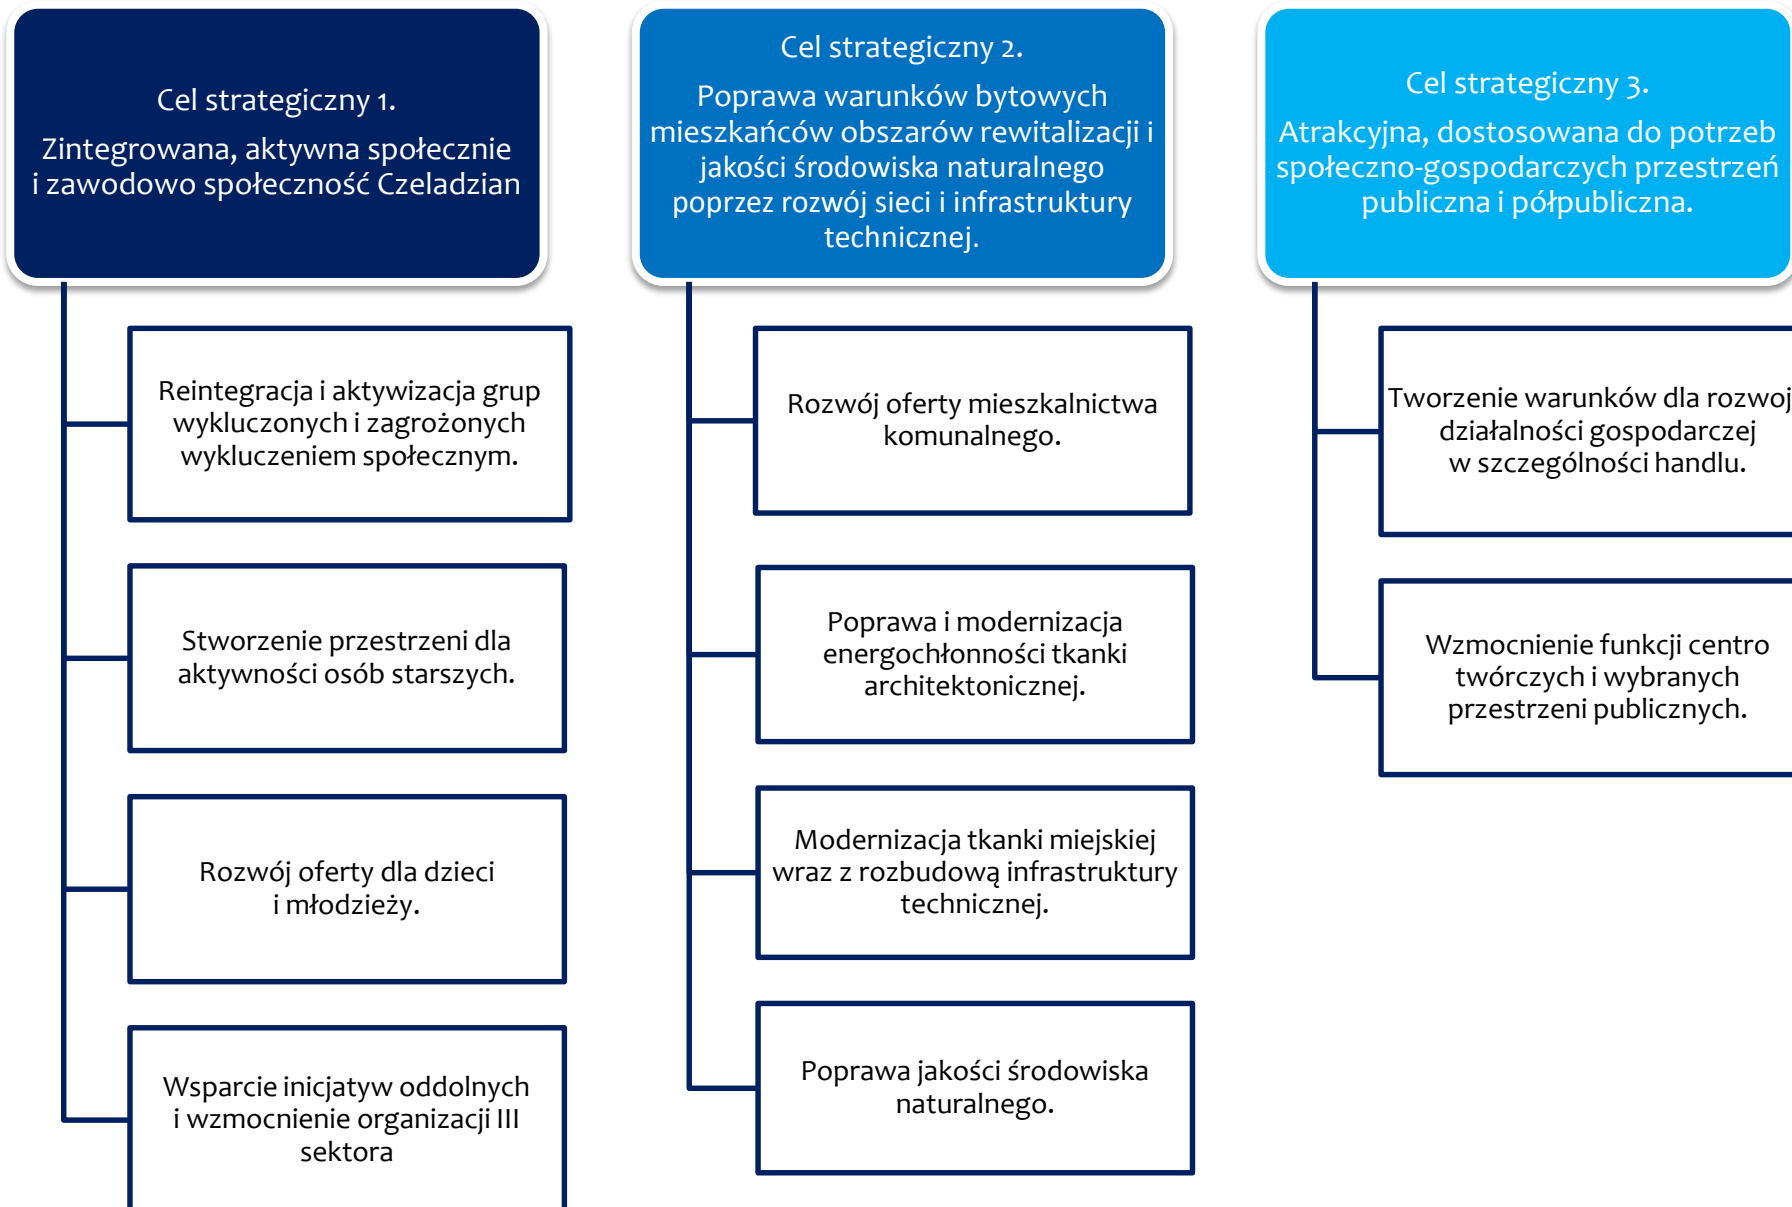 Cel strategiczny 1.
Zintegrowana, aktywna społecznie
i zawodowo społeczność Czeladzian
Reintegracja i aktywizacja grup
wykluczonych i zagrożonych
wykluczeniem społecznym.
Stworzenie przestrzeni dla
aktywności osób starszych.
Rozwój oferty dla dzieci
i młodzieży.
Wsparcie inicjatyw oddolnych
i wzmocnienie organizacji III
sektora
Cel strategiczny 2.
Poprawa warunków bytowych
mieszkańców obszarów rewitalizacji i
jakości środowiska naturalnego
poprzez rozwój sieci i infrastruktury
technicznej.
Rozwój oferty mieszkalnictwa
komunalnego.
Poprawa i modernizacja
energochłonności tkanki
architektonicznej.
Modernizacja tkanki miejskiej
wraz z rozbudową infrastruktury
technicznej.
Poprawa jakości środowiska
naturalnego.
Cel strategiczny 3.
Atrakcyjna, dostosowana do potrzeb
społeczno-gospodarczych przestrzeń
publiczna i półpubliczna.
Tworzenie warunków dla rozwoj
działalności gospodarczej
w szczególności handlu.
Wzmocnienie funkcji centro
twórczych i wybranych
przestrzeni publicznych.